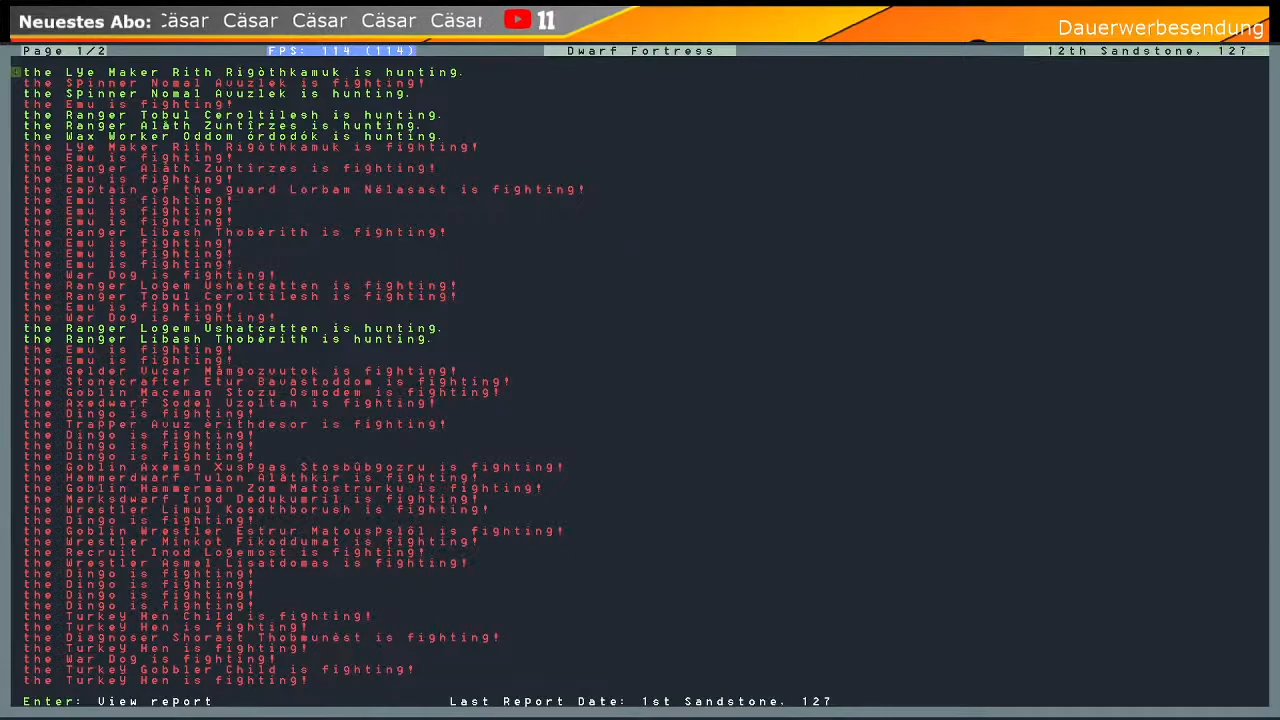 Neuestes Abo: Cäsar Cäsar Cäsar Cäsar Cäsar 11
Dauerwerbesendung
Page 1/2 FPS: 114 (114) Dwarf Fortress 12th Sandstone, 127
the Lye Maker Rith Rigòthkamuk is hunting.
the Spinner Nomal Avuzlek is fighting!
the Spinner Nomal Avuzlek is hunting.
the Emu is fighting!
the Ranger Tobul Ceroltilesh is hunting.
the Ranger Alåth Zuntîrzes is hunting.
the Wax Worker Oddom órdodók is hunting.
the Lye Maker Rith Rigòthkamuk is fighting!
the Emu is fighting!
the Ranger Alåth Zuntîrzes is fighting!
the Emu is fighting!
the captain of the guard Lorbam Nëlasast is fighting!
the Emu is fighting!
the Emu is fighting!
the Emu is fighting!
the Ranger Libash Thobèrith is fighting!
the Emu is fighting!
the Emu is fighting!
the Emu is fighting!
the War Dog is fighting!
the Ranger Logem Ushatcatten is fighting!
the Ranger Tobul Ceroltilesh is fighting!
the Emu is fighting!
the War Dog is fighting!
the Ranger Logem Ushatcatten is hunting.
the Ranger Libash Thobèrith is hunting.
the Emu is fighting!
the Emu is fighting!
the Gelder Vucar Mâmgozvutok is fighting!
the Stonecrafter Etur Bavastoddom is fighting!
the Goblin Maceman Stozu Osmodem is fighting!
the Axedwarf Sodel Uzoltan is fighting!
the Dingo is fighting!
the Trapper Avuz èrithdesor is fighting!
the Dingo is fighting!
the Dingo is fighting!
the Dingo is fighting!
the Goblin Axeman Xuspgas Stosbûbgozru is fighting!
the Hammerdwarf Tulon Alåthkir is fighting!
the Goblin Hammerman Zom Matostrurku is fighting!
the Marksdwarf Inod Dedukumril is fighting!
the Wrestler Limul Kosothborush is fighting!
the Dingo is fighting!
the Goblin Wrestler Estrur Matouspslôl is fighting!
the Wrestler Minkot Fikoddumat is fighting!
the Recruit Inod Logemost is fighting!
the Wrestler Asmel Lisatdomas is fighting!
the Dingo is fighting!
the Dingo is fighting!
the Dingo is fighting!
the Dingo is fighting!
the Turkey Hen Child is fighting!
the Turkey Hen is fighting!
the Diagnoser Shorast Thobmunèst is fighting!
the Turkey Hen is fighting!
the War Dog is fighting!
the Turkey Gobbler Child is fighting!
the Turkey Hen is fighting!
Enter: View report Last Report Date: 1st Sandstone, 127